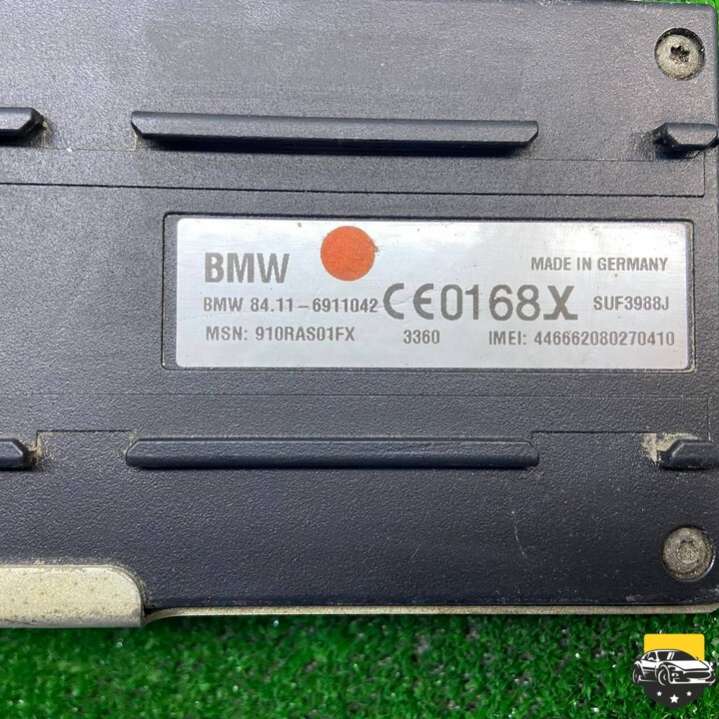 BMW MADE IN GERMANY
BMW 84.11-6911042 CE0168X SUF3988J
MSN: 910RAS01FX 3360 IMEI: 446662080270410